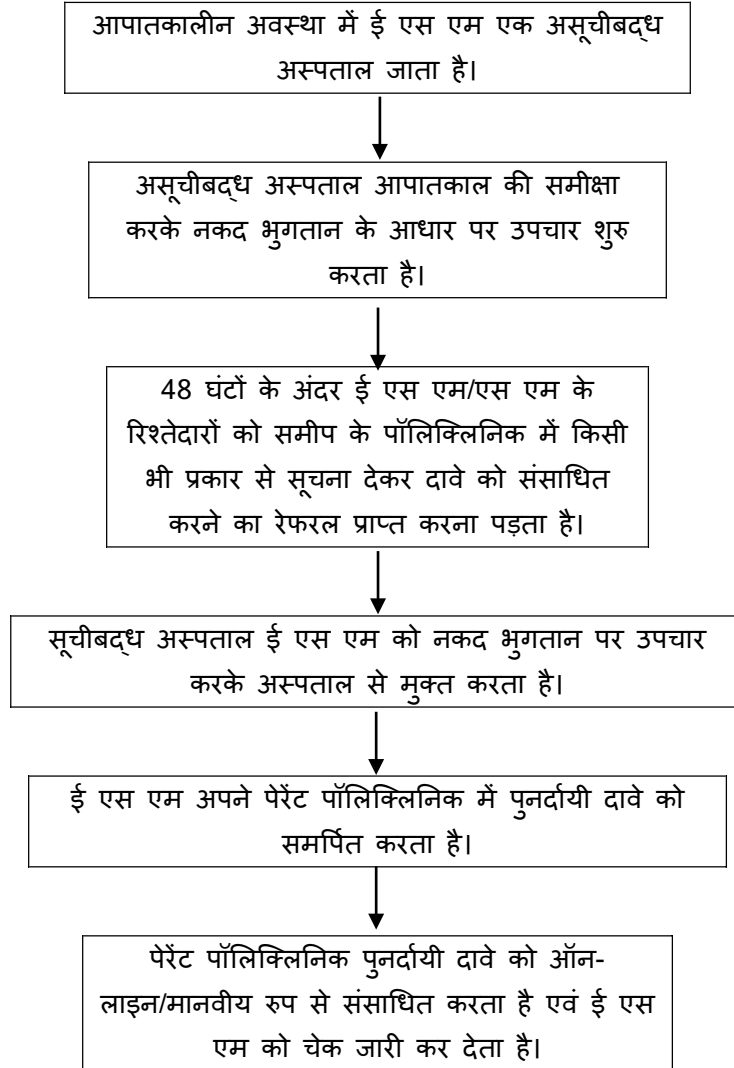 आपातकालीन अवस्था में ई एस एम एक असूचीबद्ध
अस्पताल जाता है।
असूचीबद्ध अस्पताल आपातकाल की समीक्षा
करके नकद भुगतान के आधार पर उपचार शुरु
करता है।
48 घंटों के अंदर ई एस एम/एस एम के
रिश्तेदारों को समीप के पॉलिक्लिनिक में किसी
भी प्रकार से सूचना देकर दावे को संसाधित
करने का रेफरल प्राप्त करना पड़ता है।
सूचीबद्ध अस्पताल ई एस एम को नकद भुगतान पर उपचार
करके अस्पताल से मुक्त करता है।
ई एस एम अपने पेरेंट पॉलिक्लिनिक में पुनर्दायी दावे को
समर्पित करता है।
पेरेंट पॉलिक्लिनिक पुनर्दायी दावे को ऑन-
लाइन/मानवीय रुप से संसाधित करता है एवं ई एस
एम को चेक जारी कर देता है।